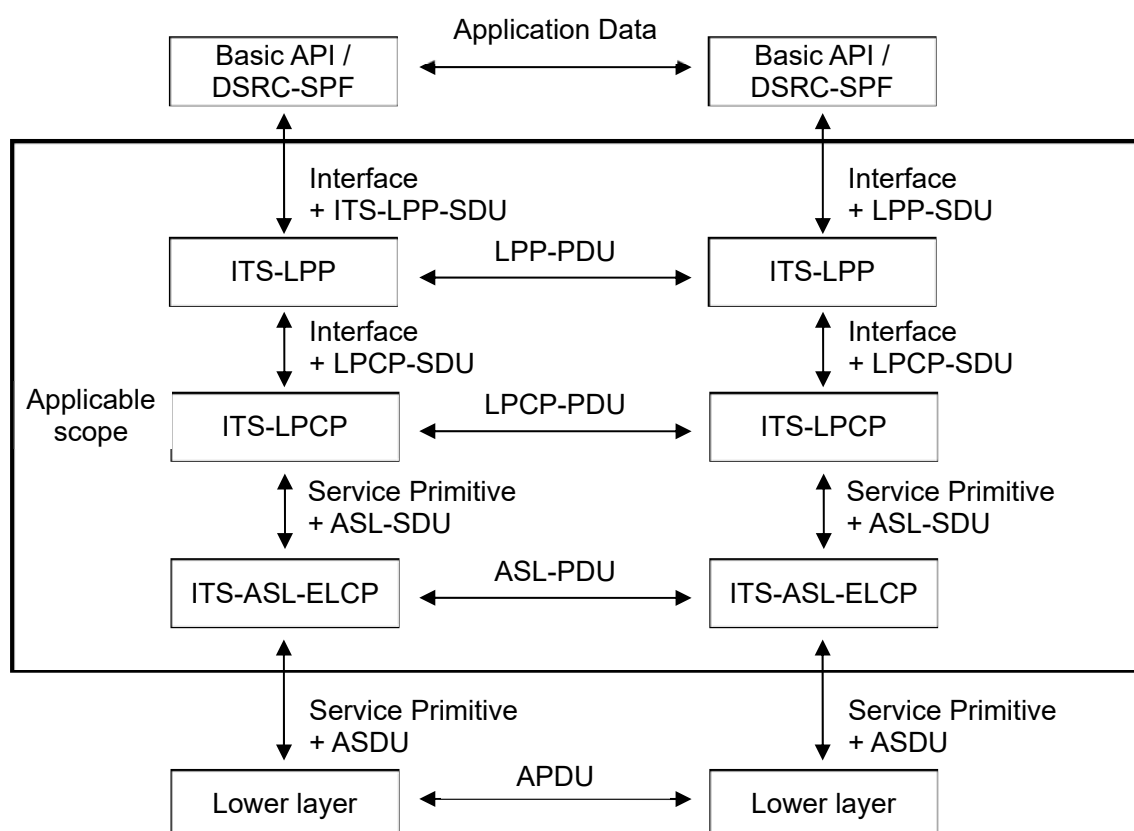 Application Data
Basic API /
DSRC-SPF
Basic API /
DSRC-SPF
Interface
+ ITS-LPP-SDU
Interface
+ LPP-SDU
ITS-LPP
LPP-PDU
ITS-LPP
Interface
+ LPCP-SDU
Interface
+ LPCP-SDU
Applicable
scope
ITS-LPCP
LPCP-PDU
ITS-LPCP
Service Primitive
+ ASL-SDU
Service Primitive
+ ASL-SDU
ITS-ASL-ELCP
ASL-PDU
ITS-ASL-ELCP
Service Primitive
+ ASDU
Service Primitive
+ ASDU
Lower layer
APDU
Lower layer